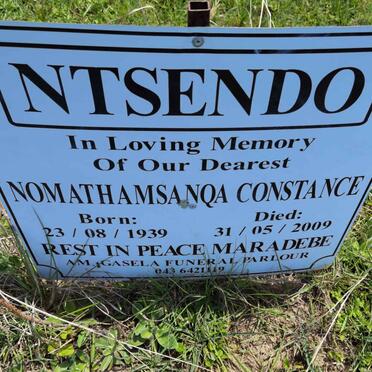 NTSENDO
In Loving Memory
Of Our Dearest
NOMATHAMSANQA CONSTANCE
Born: Died:
23 / 08 / 1939 31 / 05 / 2009
REST IN PEACE MARADEBE
AMAGASELA FUNERAL PARLOUR
043 6421119